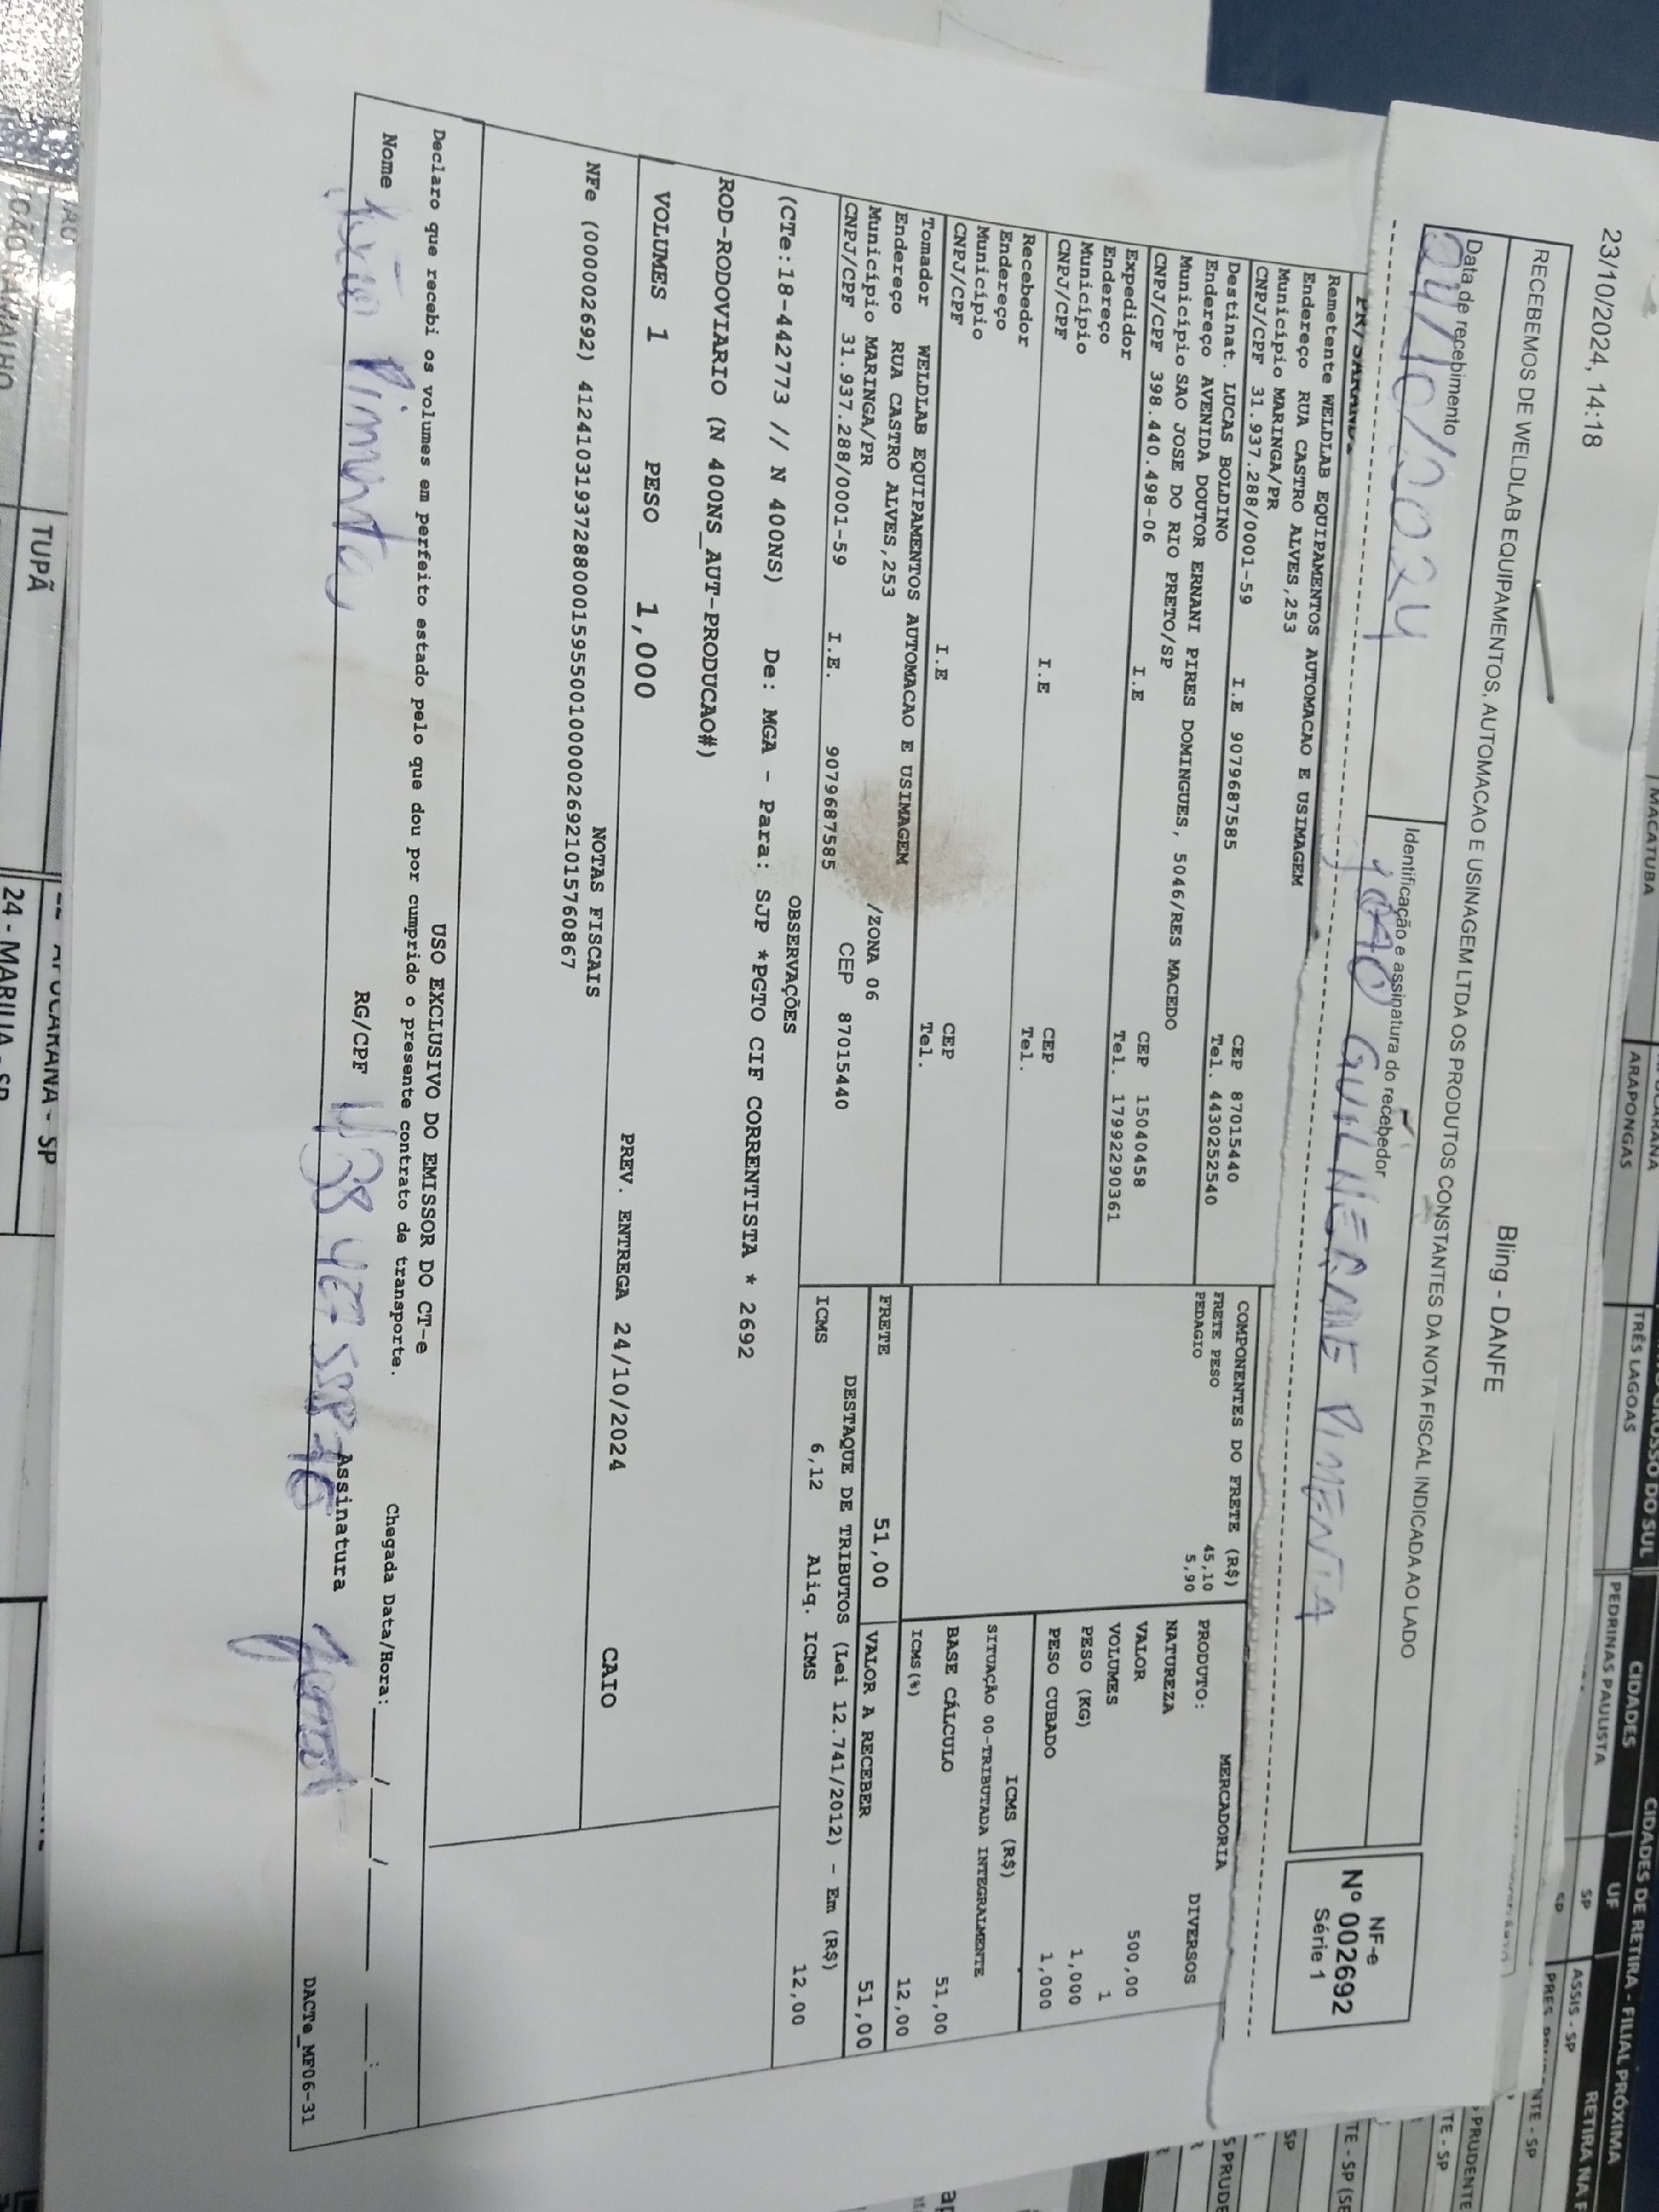 23/10/2024, 14:18
Bling - DANFE
RECEBEMOS DE WELDLAB EQUIPAMENTOS, AUTOMACAO E USINAGEM LTDA OS PRODUTOS CONSTANTES DA NOTA FISCAL INDICADA AO LADO
Data de recebimento
Identificação e assinatura do recebedor
24/10/2024
GUILHERME PIMENTA
NF-e
Nº 002692
Série 1
Remetente WELDLAB EQUIPAMENTOS AUTOMACAO E USIMAGEM
Endereço RUA CASTRO ALVES,253
Município MARINGA/PR
CEP 87015440
CNPJ/CPF 31.937.288/0001-59 I.E 9079687585 Tel. 4430252540
Destinat. LUCAS BOLDINO
Endereço AVENIDA DOUTOR ERNANI PIRES DOMINGUES, 5046/RES MACEDO
Município SAO JOSE DO RIO PRETO/SP CEP 15040458
CNPJ/CPF 398.440.498-06 I.E Tel. 17992290361
Expedidor
Endereço
Município CEP
CNPJ/CPF I.E Tel.
Recebedor
Endereço
Município CEP
CNPJ/CPF I.E Tel.
Tomador WELDLAB EQUIPAMENTOS AUTOMACAO E USIMAGEM
Endereço RUA CASTRO ALVES,253 /ZONA 06
Município MARINGA/PR CEP 87015440
CNPJ/CPF 31.937.288/0001-59 I.E. 9079687585
COMPONENTES DO FRETE (R$)
FRETE PESO 45,10
PEDAGIO 5,90
MERCADORIA
PRODUTO: DIVERSOS
NATUREZA
VALOR 500,00
VOLUMES 1
PESO (KG) 1,000
PESO CUBADO 1,000
ICMS (R$)
SITUAÇÃO 00-TRIBUTADA INTEGRALMENTE
BASE CÁLCULO 51,00
ICMS(%) 12,00
FRETE 51,00 VALOR A RECEBER 51,00
DESTAQUE DE TRIBUTOS (Lei 12.741/2012) - Em (R$)
ICMS 6,12 Aliq. ICMS 12,00
OBSERVAÇÕES
(CTe:18-442773 // N 400NS) De: MGA - Para: SJP *PGTO CIF CORRENTISTA * 2692
ROD-RODOVIARIO (N 400NS_AUT-PRODUCAO#)
VOLUMES 1 PESO 1,000 PREV. ENTREGA 24/10/2024 CAIO
NOTAS FISCAIS
NFe (000002692) 41241031937288000159550010000026921015760867
USO EXCLUSIVO DO EMISSOR DO CT-e
Declaro que recebi os volumes em perfeito estado pelo que dou por cumprido o presente contrato de transporte.
Chegada Data/Hora: ____/____/______ ___:___
Nome
RG/CPF
Assinatura
DACTe_MF06-31
MACATUBA
ARAPONGAS
TRÊS LAGOAS
PEDRINAS PAULISTA
CIDADES
UF
SP
ASSIS - SP
CIDADES DE RETIRA - FILIAL PRÓXIMA
TUPÃ
24 - MARILIA - SP